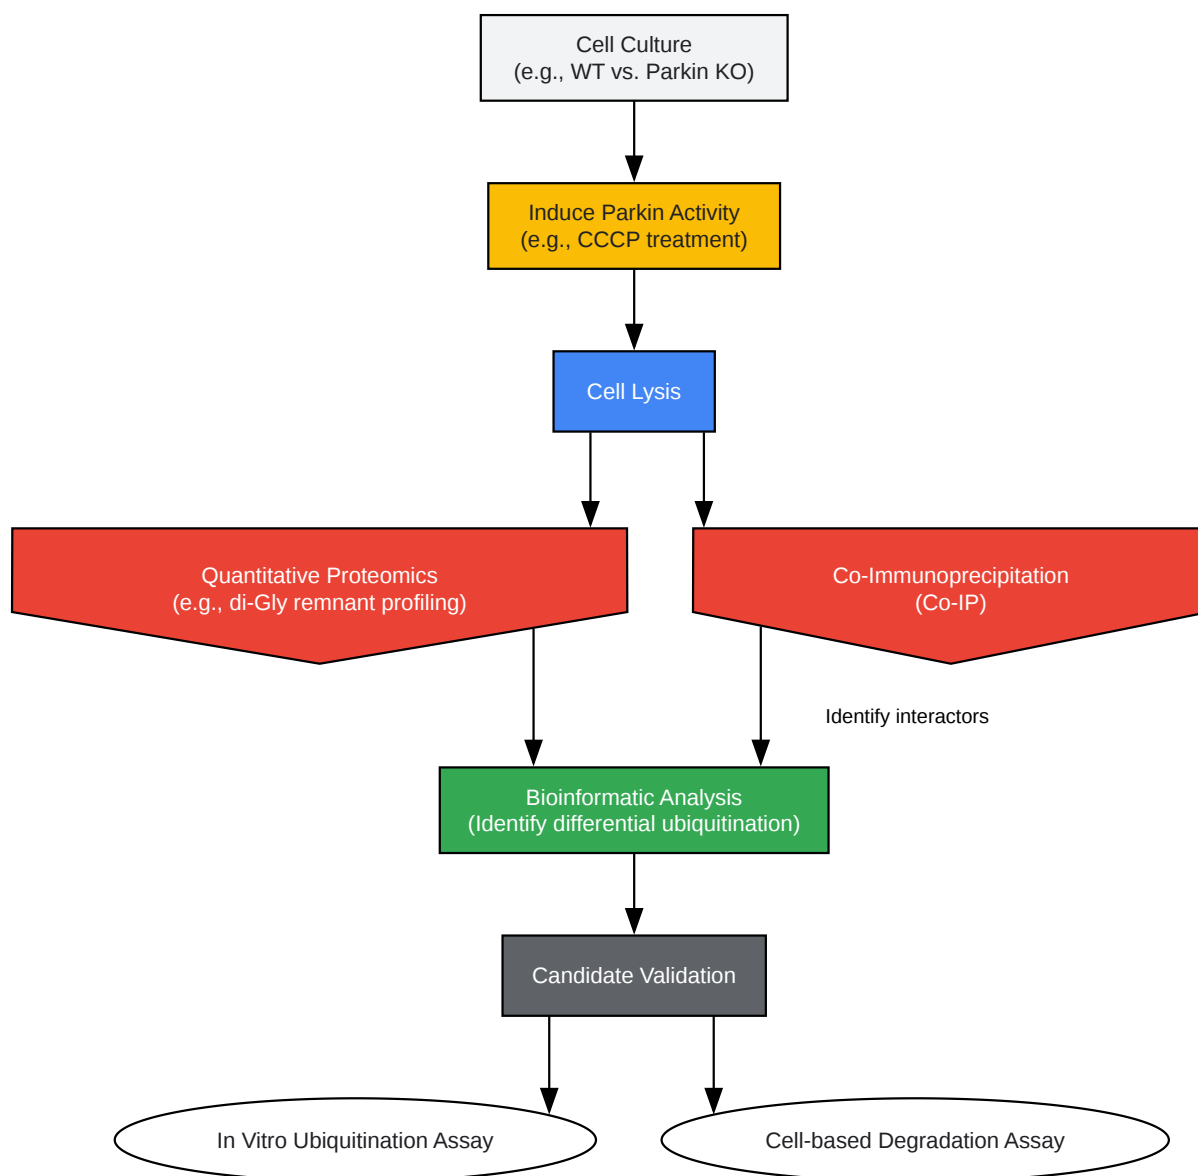 Cell Culture
(e.g., WT vs. Parkin KO)
Induce Parkin Activity
(e.g., CCCP treatment)
Cell Lysis
Quantitative Proteomics
(e.g., di-Gly remnant profiling)
Co-Immunoprecipitation
(Co-IP)
Identify interactors
Bioinformatic Analysis
(Identify differential ubiquitination)
Candidate Validation
In Vitro Ubiquitination Assay
Cell-based Degradation Assay